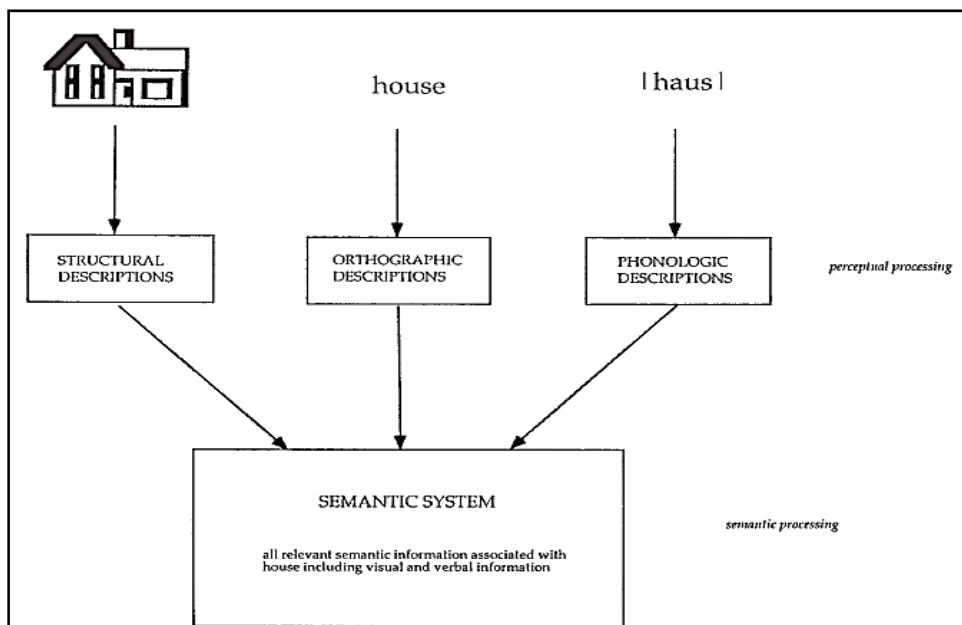 house
|haus|
STRUCTURAL
DESCRIPTIONS
ORTHOGRAPHIC
DESCRIPTIONS
PHONOLOGIC
DESCRIPTIONS
perceptual processing
SEMANTIC SYSTEM
all relevant semantic information associated with
house including visual and verbal information
semantic processing